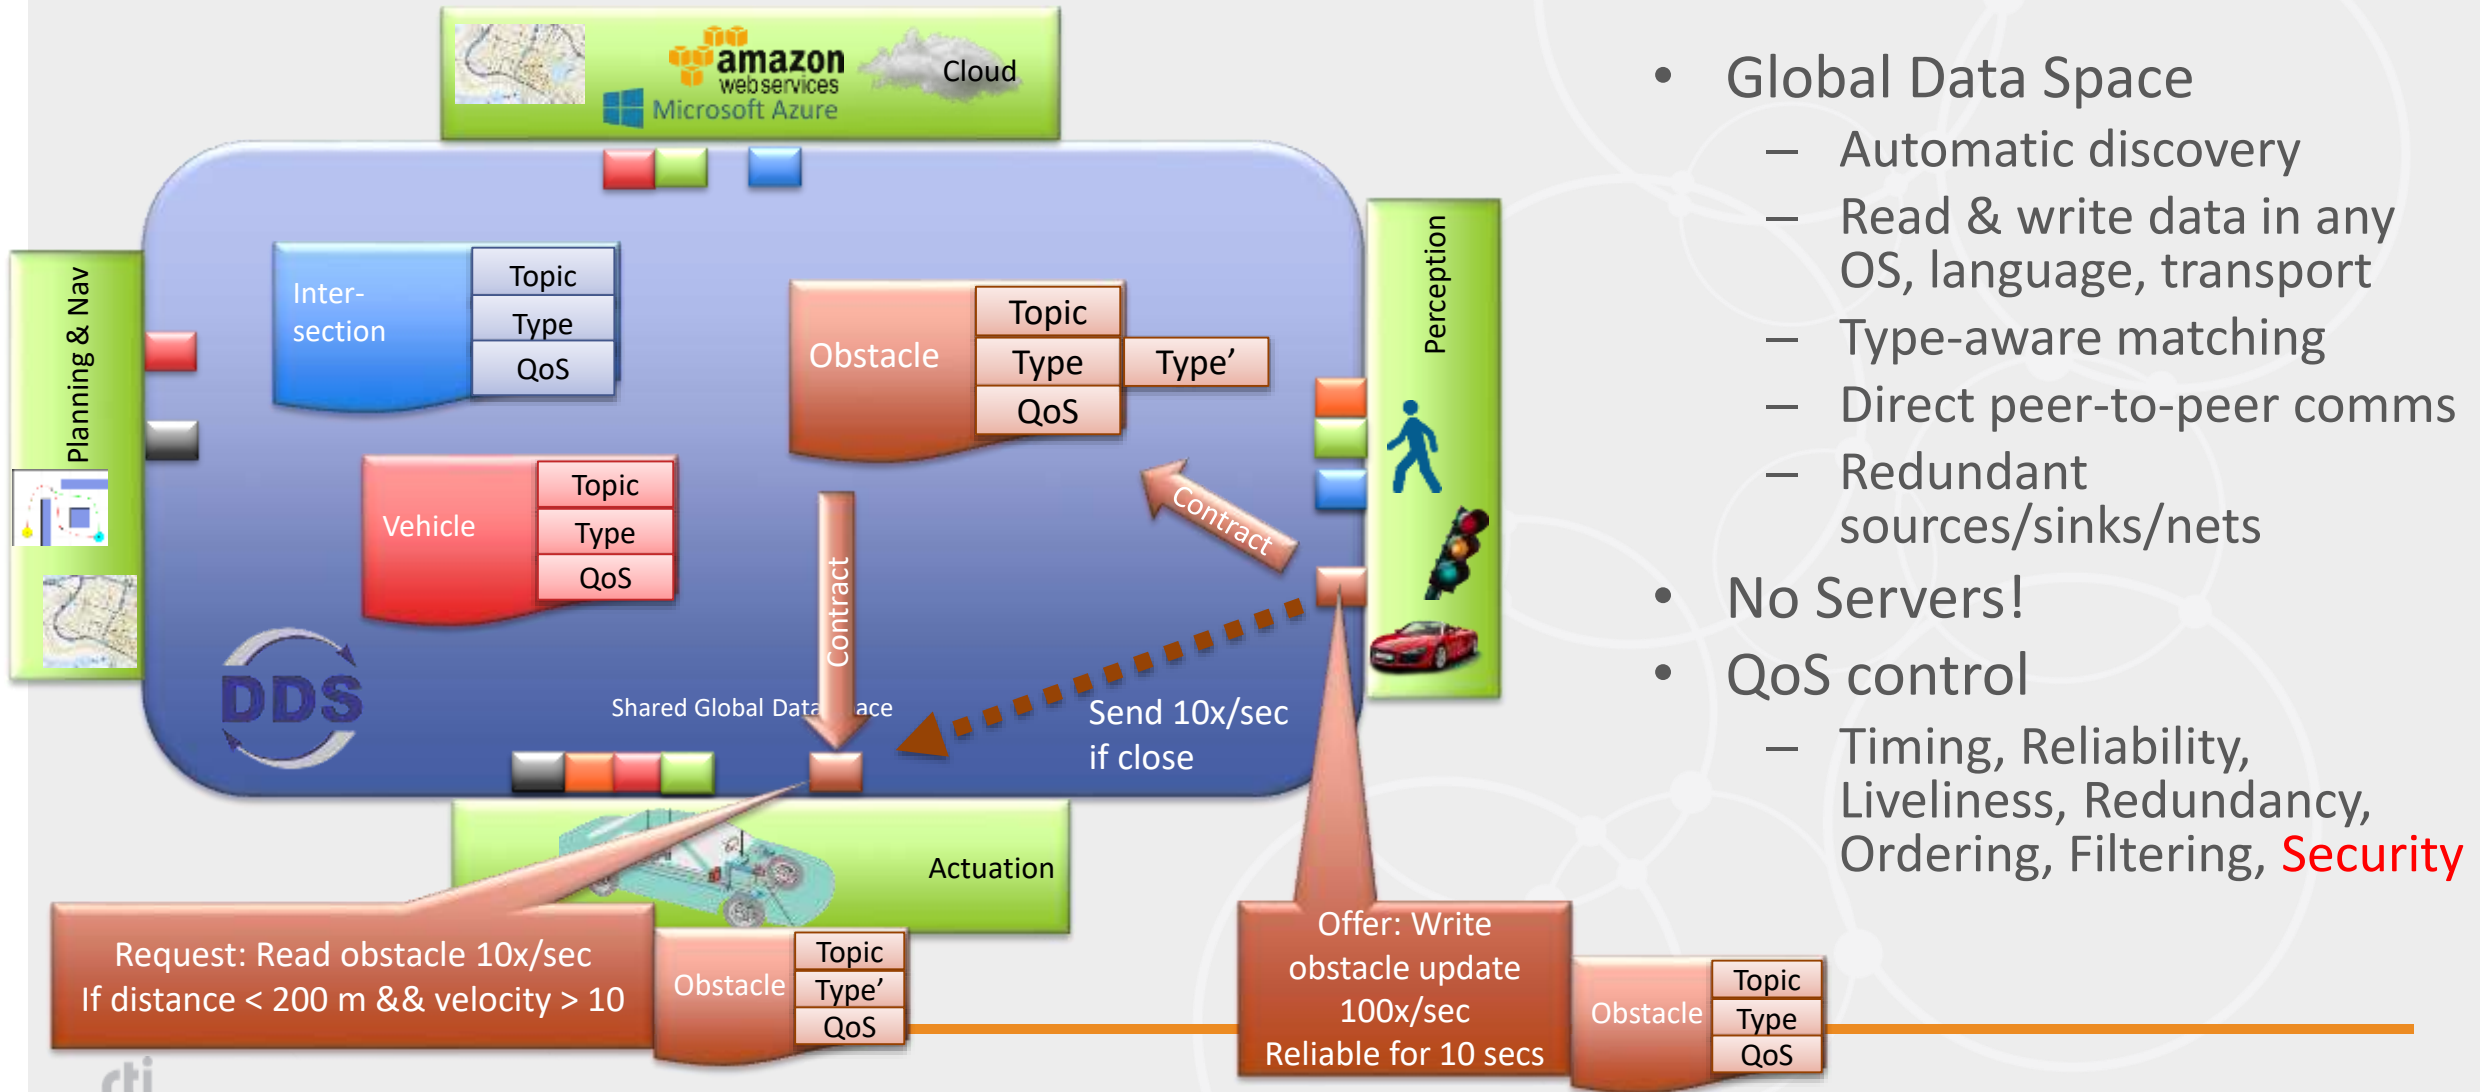 amazon
webservices
Microsoft Azure
Cloud
Planning & Nav
Inter-
section
Topic
Type
QoS
Obstacle
Topic
Type
Type’
QoS
Vehicle
Topic
Type
QoS
Contract
Contract
Perception
DDS
Shared Global Data
ace
Send 10x/sec
if close
Actuation
Request: Read obstacle 10x/sec
If distance < 200 m && velocity > 10
Obstacle
Topic
Type’
QoS
Offer: Write
obstacle update
100x/sec
Reliable for 10 secs
Obstacle
Topic
Type
QoS
• Global Data Space
– Automatic discovery
– Read & write data in any
OS, language, transport
– Type-aware matching
– Direct peer-to-peer comms
– Redundant
sources/sinks/nets
• No Servers!
• QoS control
– Timing, Reliability,
Liveliness, Redundancy,
Ordering, Filtering, Security
rti